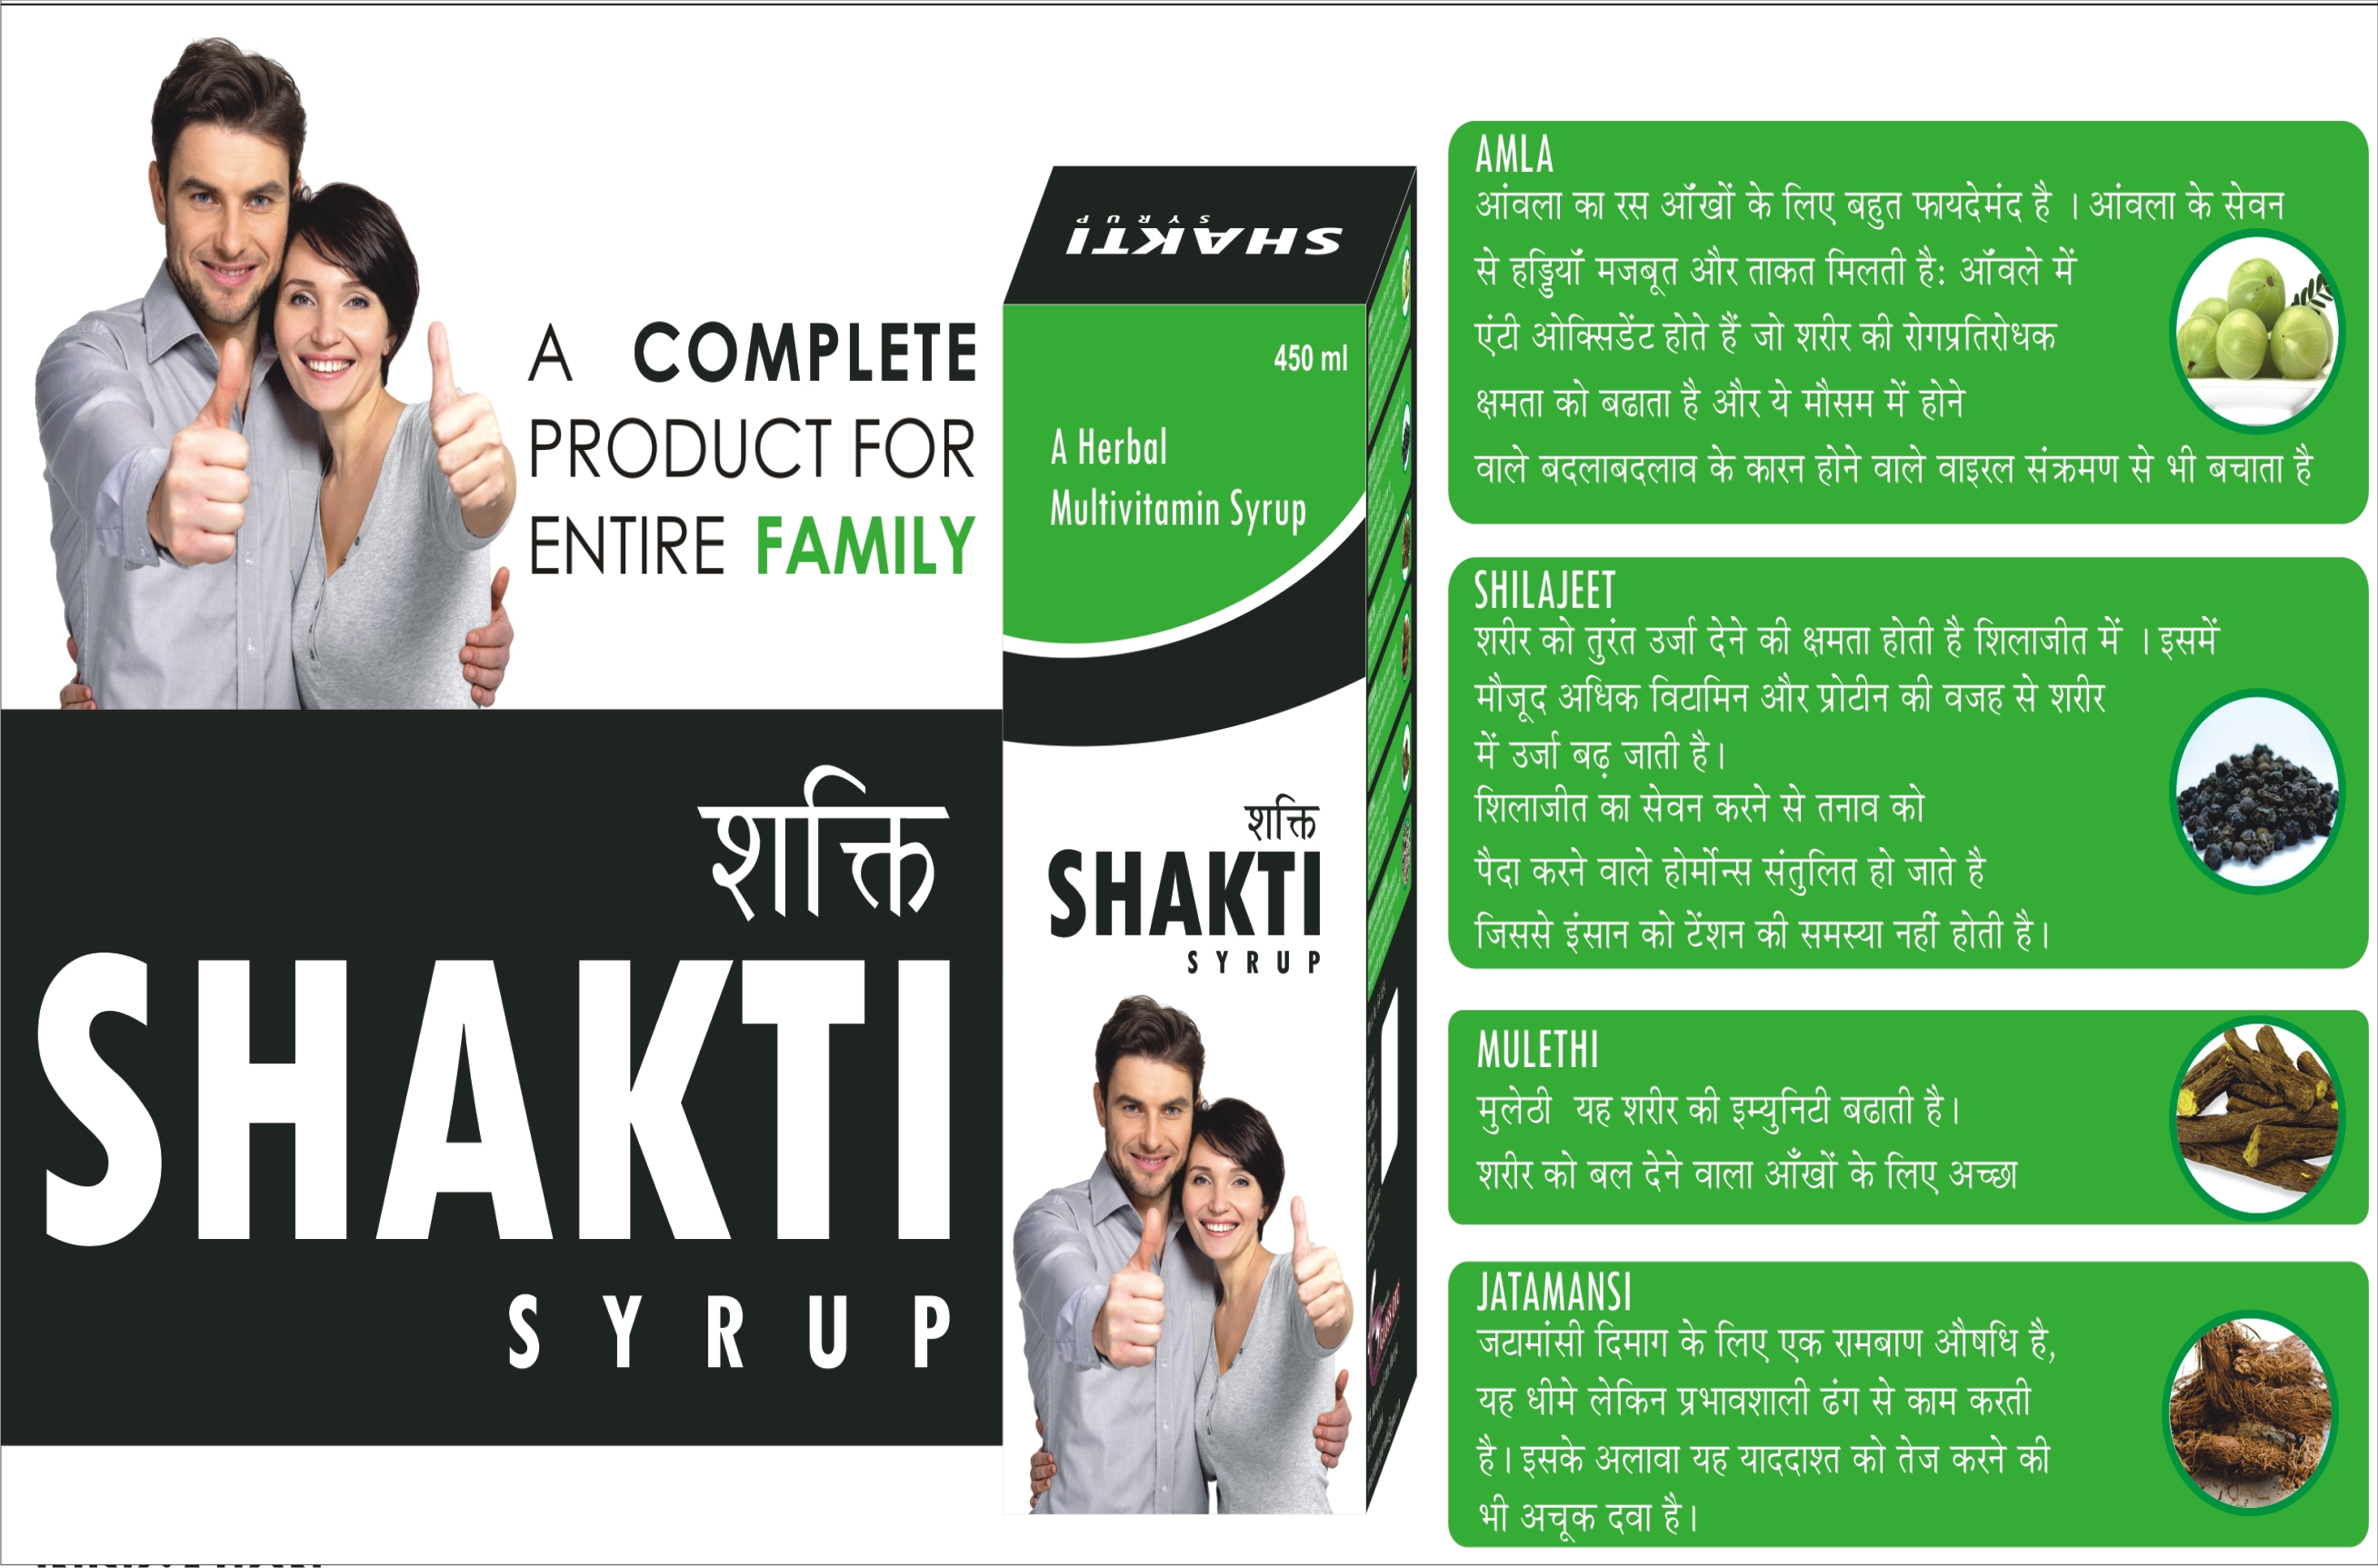 A COMPLETE
PRODUCT FOR
ENTIRE FAMILY
शक्ति
SHAKTI
SYRUP
SHAKTI
SYRUP
450 ml
A Herbal
Multivitamin Syrup
शक्ति
SHAKTI
SYRUP
AMLA
आंवला का रस ऑंखों के लिए बहुत फायदेमंद है । आंवला के सेवन
से हड्डियॉं मजबूत और ताकत मिलती है: ऑंवले में
एंटी ओक्सिडेंट होते हैं जो शरीर की रोगप्रतिरोधक
क्षमता को बढाता है और ये मौसम में होने
वाले बदलाबदलाव के कारन होने वाले वाइरल संक्रमण से भी बचाता है
SHILAJEET
शरीर को तुरंत उर्जा देने की क्षमता होती है शिलाजीत में । इसमें
मौजूद अधिक विटामिन और प्रोटीन की वजह से शरीर
में उर्जा बढ़ जाती है।
शिलाजीत का सेवन करने से तनाव को
पैदा करने वाले होर्मोन्स संतुलित हो जाते है
जिससे इंसान को टेंशन की समस्या नहीं होती है।
MULETHI
मुलेठी यह शरीर की इम्युनिटी बढाती है।
शरीर को बल देने वाला आँखों के लिए अच्छा
JATAMANSI
जटामांसी दिमाग के लिए एक रामबाण औषधि है,
यह धीमे लेकिन प्रभावशाली ढंग से काम करती
है। इसके अलावा यह याददाश्त को तेज करने की
भी अचूक दवा है।